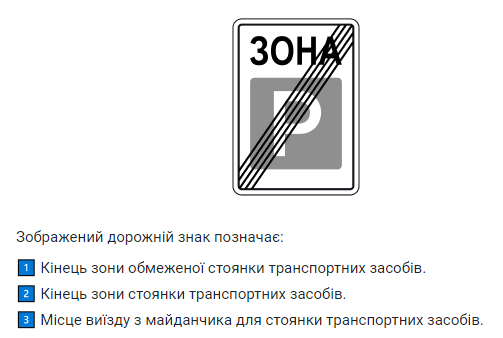 ЗОНА
P
Зображений дорожній знак позначає:
1 Кінець зони обмеженої стоянки транспортних засобів.
2 Кінець зони стоянки транспортних засобів.
3 Місце виїзду з майданчика для стоянки транспортних засобів.